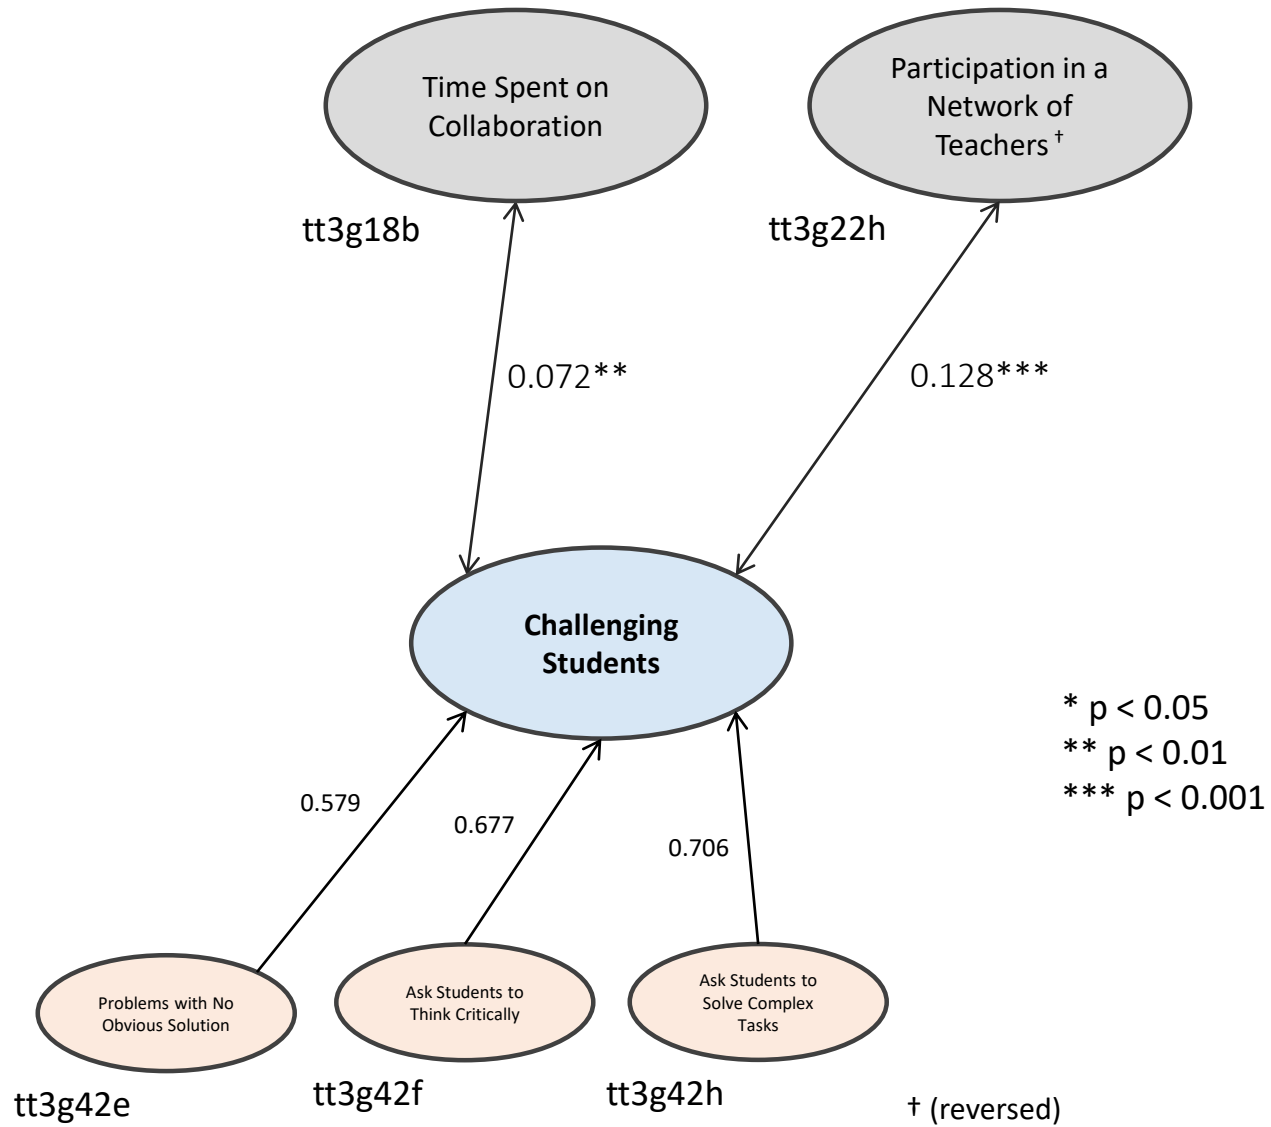 Time Spent on
Collaboration
Participation in a
Network of
Teachers †
tt3g18b
tt3g22h
0.072**
0.128***
Challenging
Students
* p < 0.05
** p < 0.01
*** p < 0.001
0.579
0.677
0.706
Problems with No
Obvious Solution
Ask Students to
Think Critically
Ask Students to
Solve Complex
Tasks
tt3g42e
tt3g42f
tt3g42h
† (reversed)